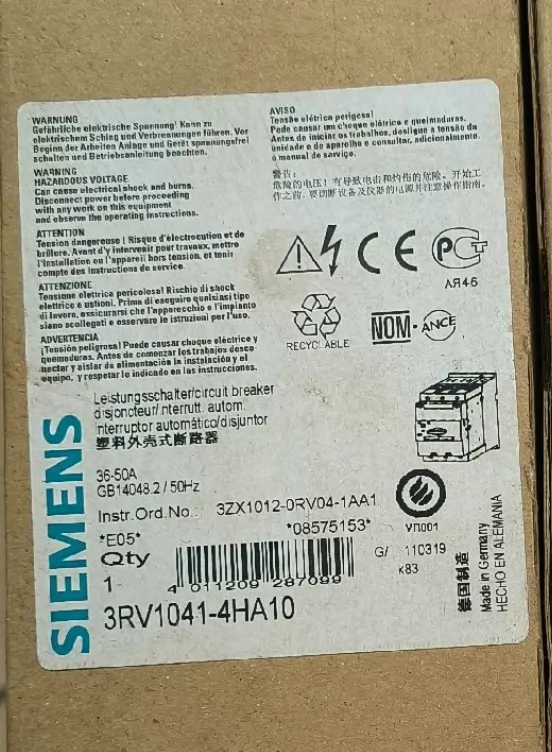 WARNUNG
Gefährliche elektrische Spannung! Kann zu
elektrischem Schlag und Verbrennungen führen. Vor
Beginn der Arbeiten Anlage und Gerät spannungsfrei
schalten und Betriebsanleitung beachten.
WARNING
HAZARDOUS VOLTAGE
Can cause electrical shock and burns.
Disconnect power before proceeding
with any work on this equipment
and observe the operating instructions.
ATTENTION
Tension dangereuse ! Risque d'électrocution et de
brûlure. Avant d'y intervenir pour travaux, mettre
l'installation ou l'appareil hors tension, et tenir
compte des instructions de service.
ATTENZIONE
Tensione elettrica pericolosa! Rischio di shock
elettrico e ustioni. Prima di eseguire qualsiasi tipo
di lavoro, assicurarsi che l'apparecchio e l'impianto
siano scollegati e osservare le istruzioni per l'uso.
ADVERTENCIA
¡Tensión peligrosa! Puede causar choque eléctrico y
quemaduras. Antes de comenzar los trabajos desco-
nectar y aislar de alimentación la instalación y el
equipo, y respetar lo indicado en las instrucciones.
AVISO
Tensão elétrica perigosa!
Pode causar um choque elétrico e queimaduras.
Antes de iniciar os trabalhos, desligue a tensão da
unidade e do aparelho e consultar, adicionalmente,
o manual de serviço.
警告:
危险的电压! 有导致电击和灼伤的危险。开始工
作之前, 要切断设备及仪器的电源并注意操作指南。
CE
РСТ
АЯ46
RECYCLABLE
NOM-ANCE
SIEMENS
Leistungsschalter/circuit breaker
disjoncteur/interrutt. autom.
interruptor automático/disjuntor
塑料外壳式断路器
36-50A
GB14048.2 / 50Hz
Instr.Ord.No.: 3ZX1012-0RV04-1AA1
*E05* *08575153*
УП001
Qty
1
4 011209 287099
G/ 110319
k83
3RV1041-4HA10
德国制造
Made in Germany
HECHO EN ALEMANIA